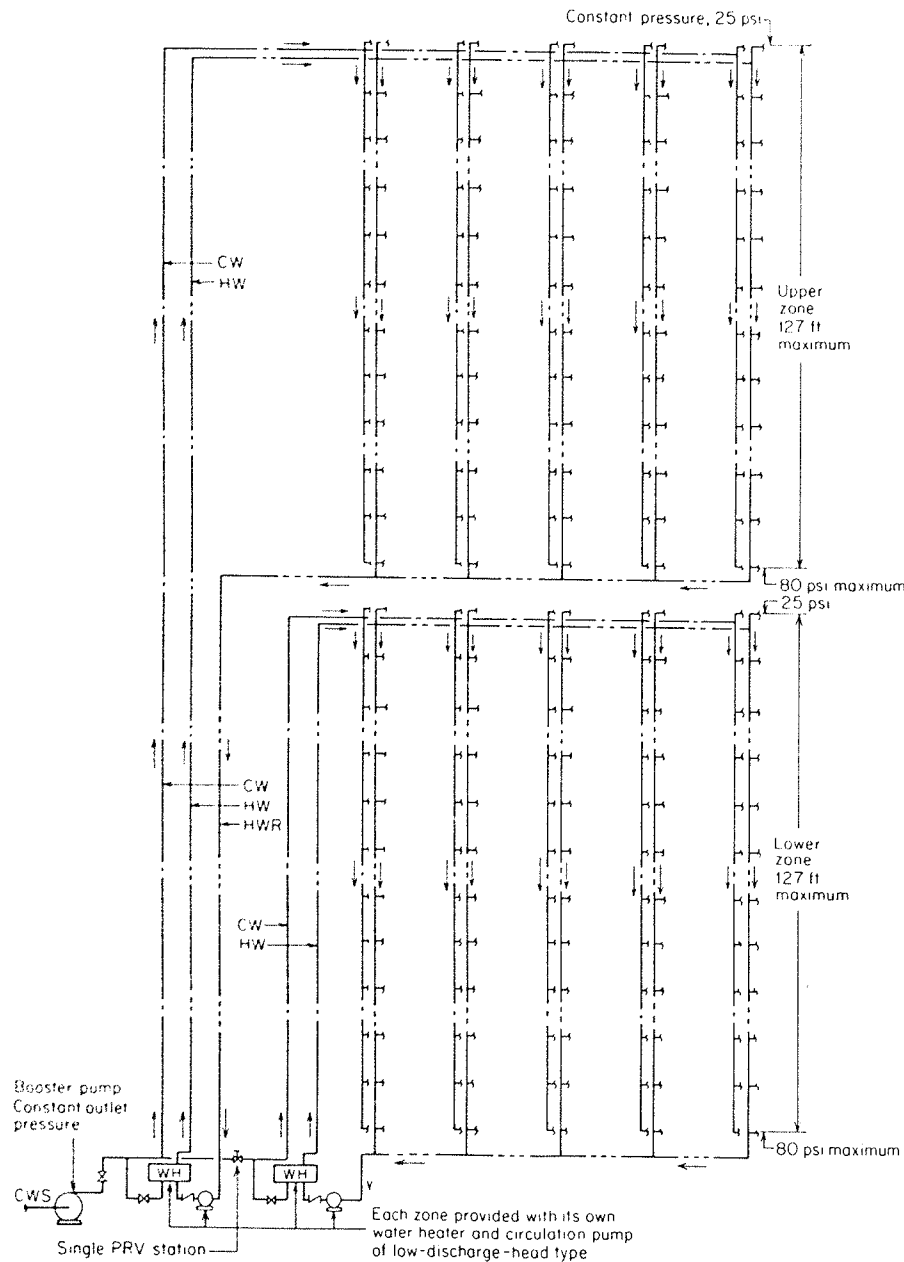 Constant pressure, 25 psi
CW
HW
Upper
zone
127 ft
maximum
80 psi maximum
25 psi
CW
HW
HWR
Lower
zone
127 ft
maximum
CW
HW
Booster pump
Constant outlet
pressure
80 psi maximum
WH
WH
CWS
Each zone provided with its own
water heater and circulation pump
of low-discharge-head type
Single PRV station